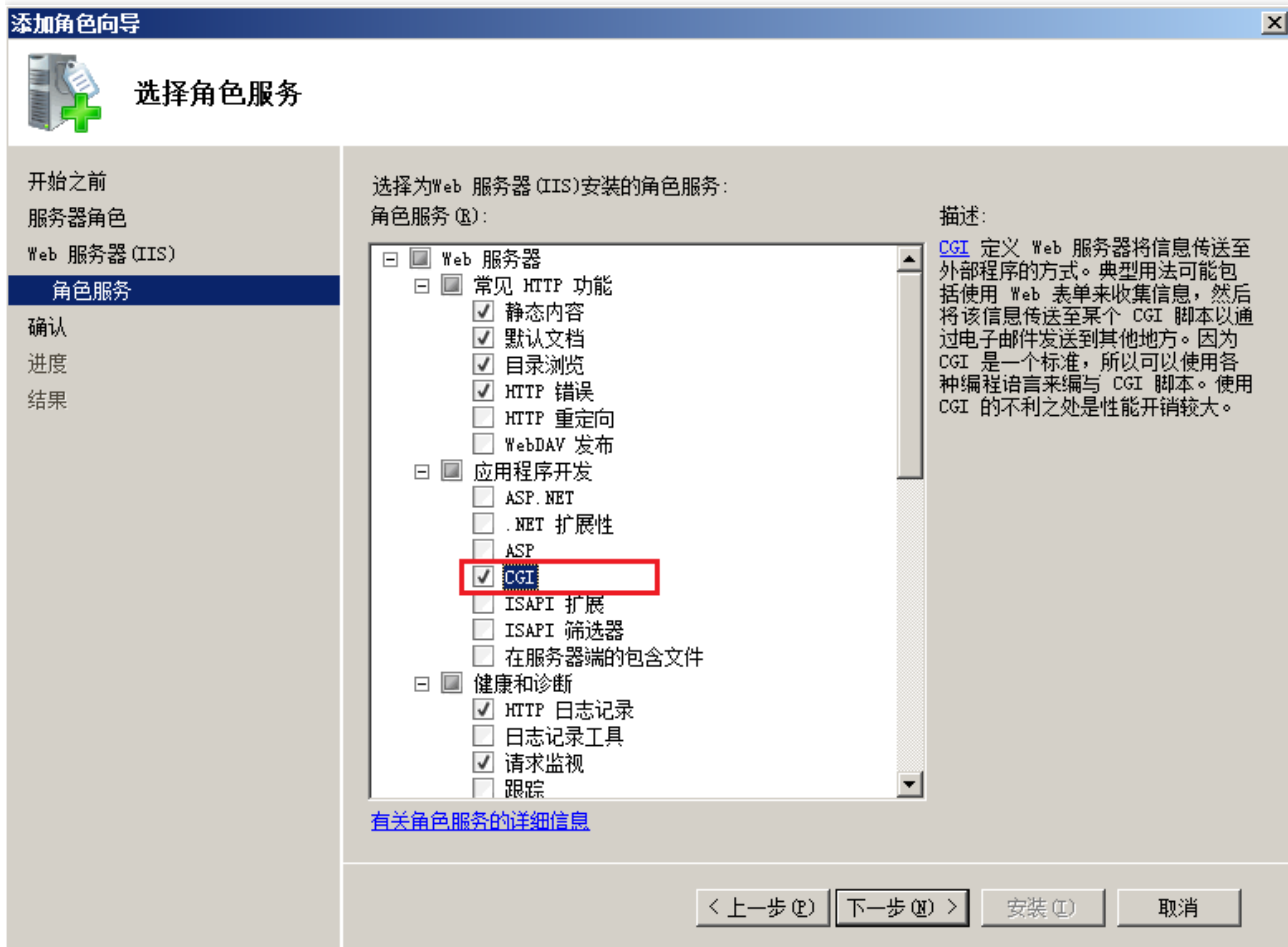 添加角色向导
选择角色服务
开始之前
服务器角色
Web 服务器(IIS)
角色服务
确认
进度
结果
选择为Web 服务器(IIS)安装的角色服务:
角色服务(R):
Web 服务器
常见 HTTP 功能
静态内容
默认文档
目录浏览
HTTP 错误
HTTP 重定向
WebDAV 发布
应用程序开发
ASP.NET
.NET 扩展性
ASP
CGI
ISAPI 扩展
ISAPI 筛选器
在服务器端的包含文件
健康和诊断
HTTP 日志记录
日志记录工具
请求监视
跟踪
有关角色服务的详细信息
描述:
CGI 定义 Web 服务器将信息传送至
外部程序的方式。典型用法可能包
括使用 Web 表单来收集信息，然后
将该信息传送至某个 CGI 脚本以通
过电子邮件发送到其他地方。因为
CGI 是一个标准，所以可以使用各
种编程语言来编写 CGI 脚本。使用
CGI 的不利之处是性能开销较大。
< 上一步(P)
下一步(N) >
安装(I)
取消